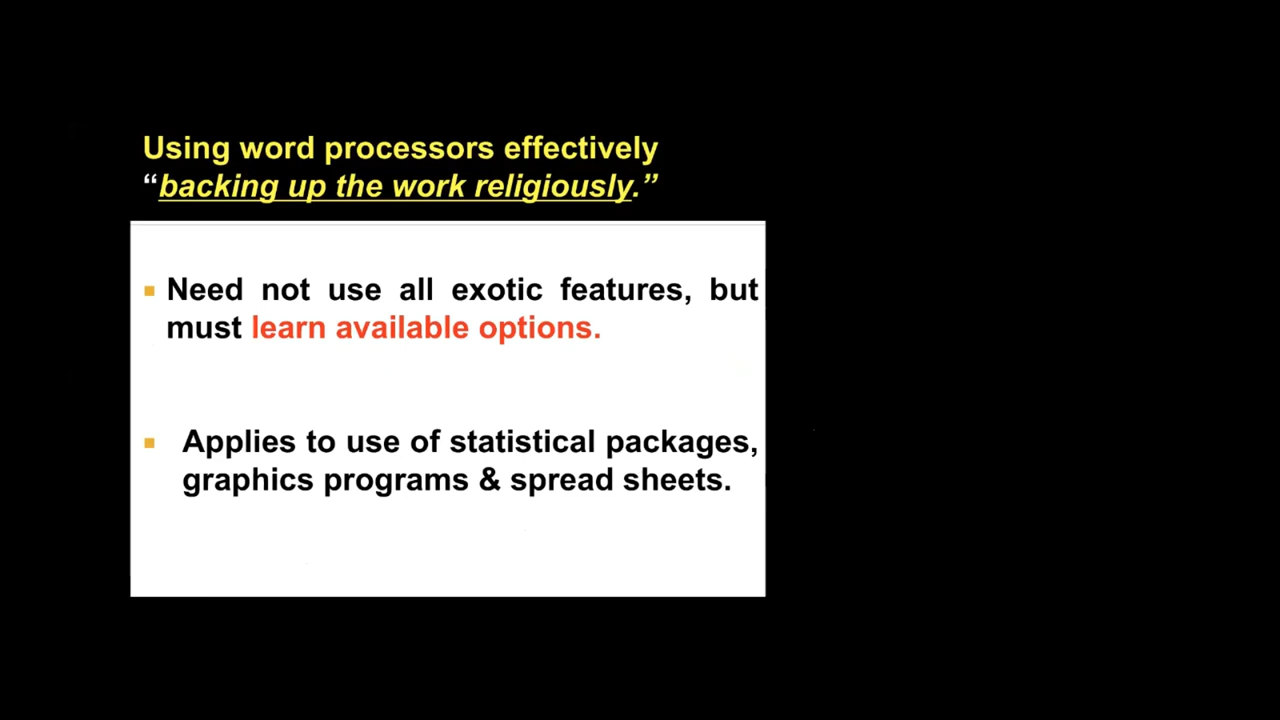 Using word processors effectively
“backing up the work religiously.”
▪ Need not use all exotic features, but
must learn available options.
▪ Applies to use of statistical packages,
graphics programs & spread sheets.